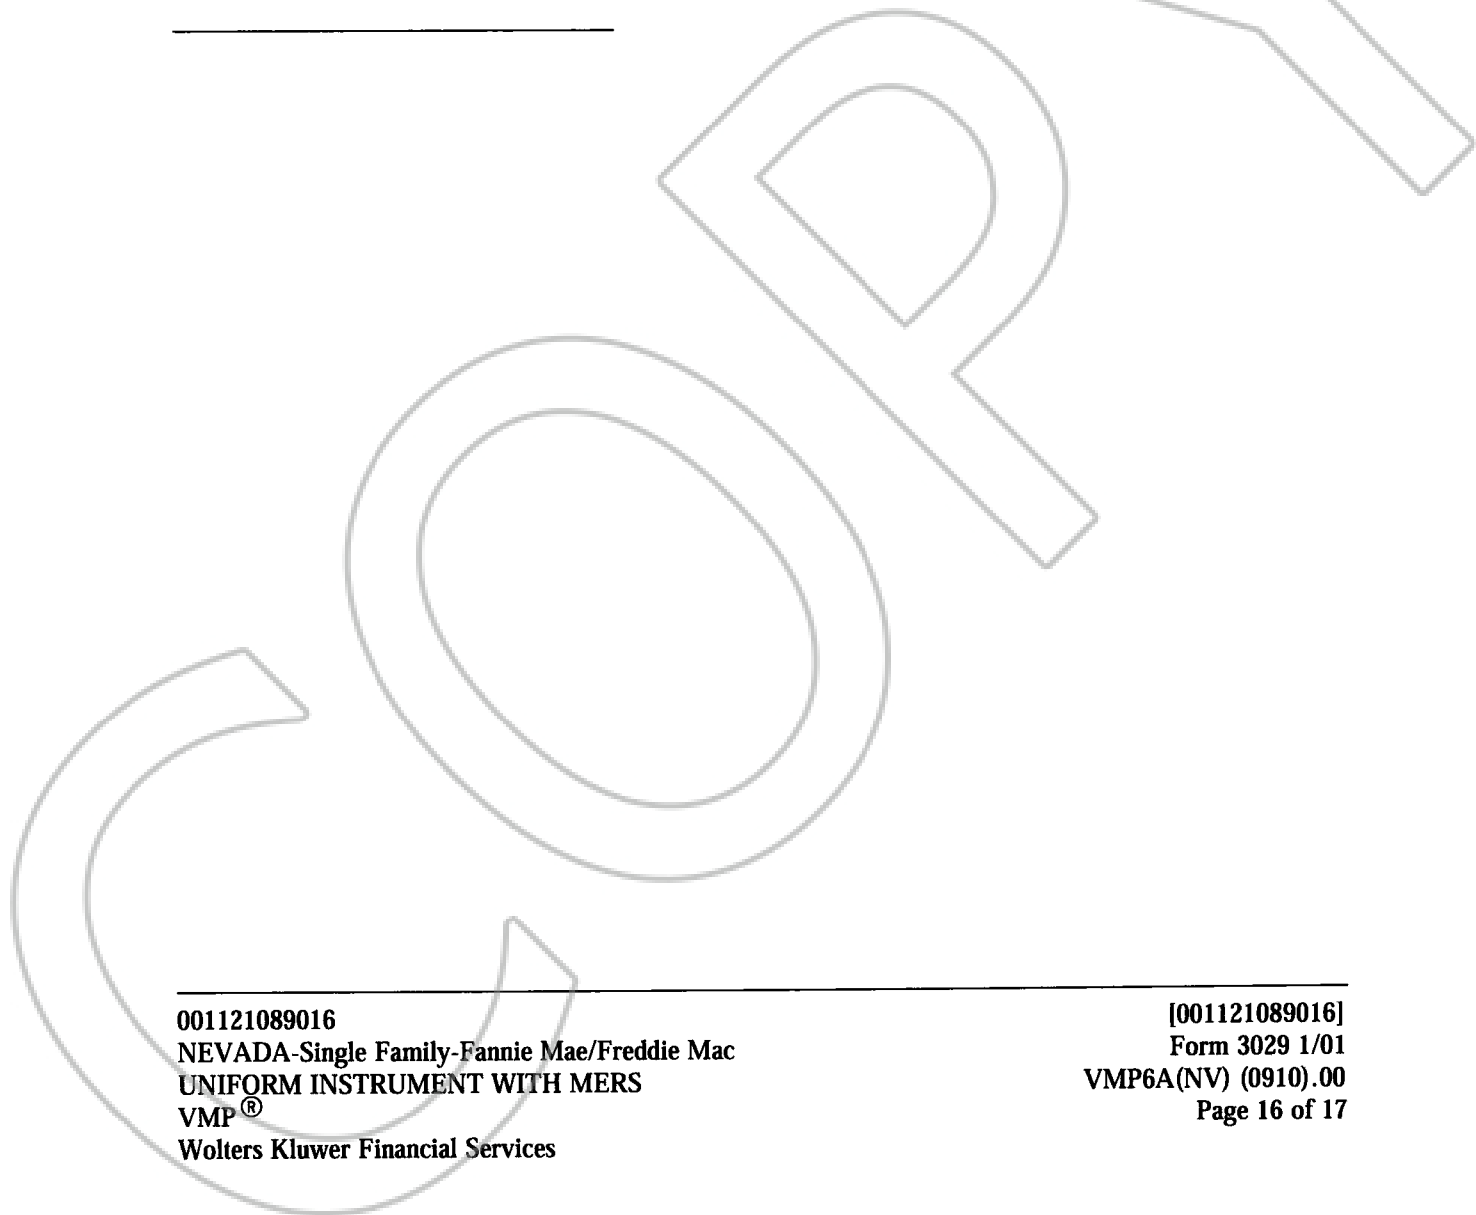 COPY
001121089016
NEVADA-Single Family-Fannie Mae/Freddie Mac
UNIFORM INSTRUMENT WITH MERS
VMP®
Wolters Kluwer Financial Services
[001121089016]
Form 3029 1/01
VMP6A(NV) (0910).00
Page 16 of 17